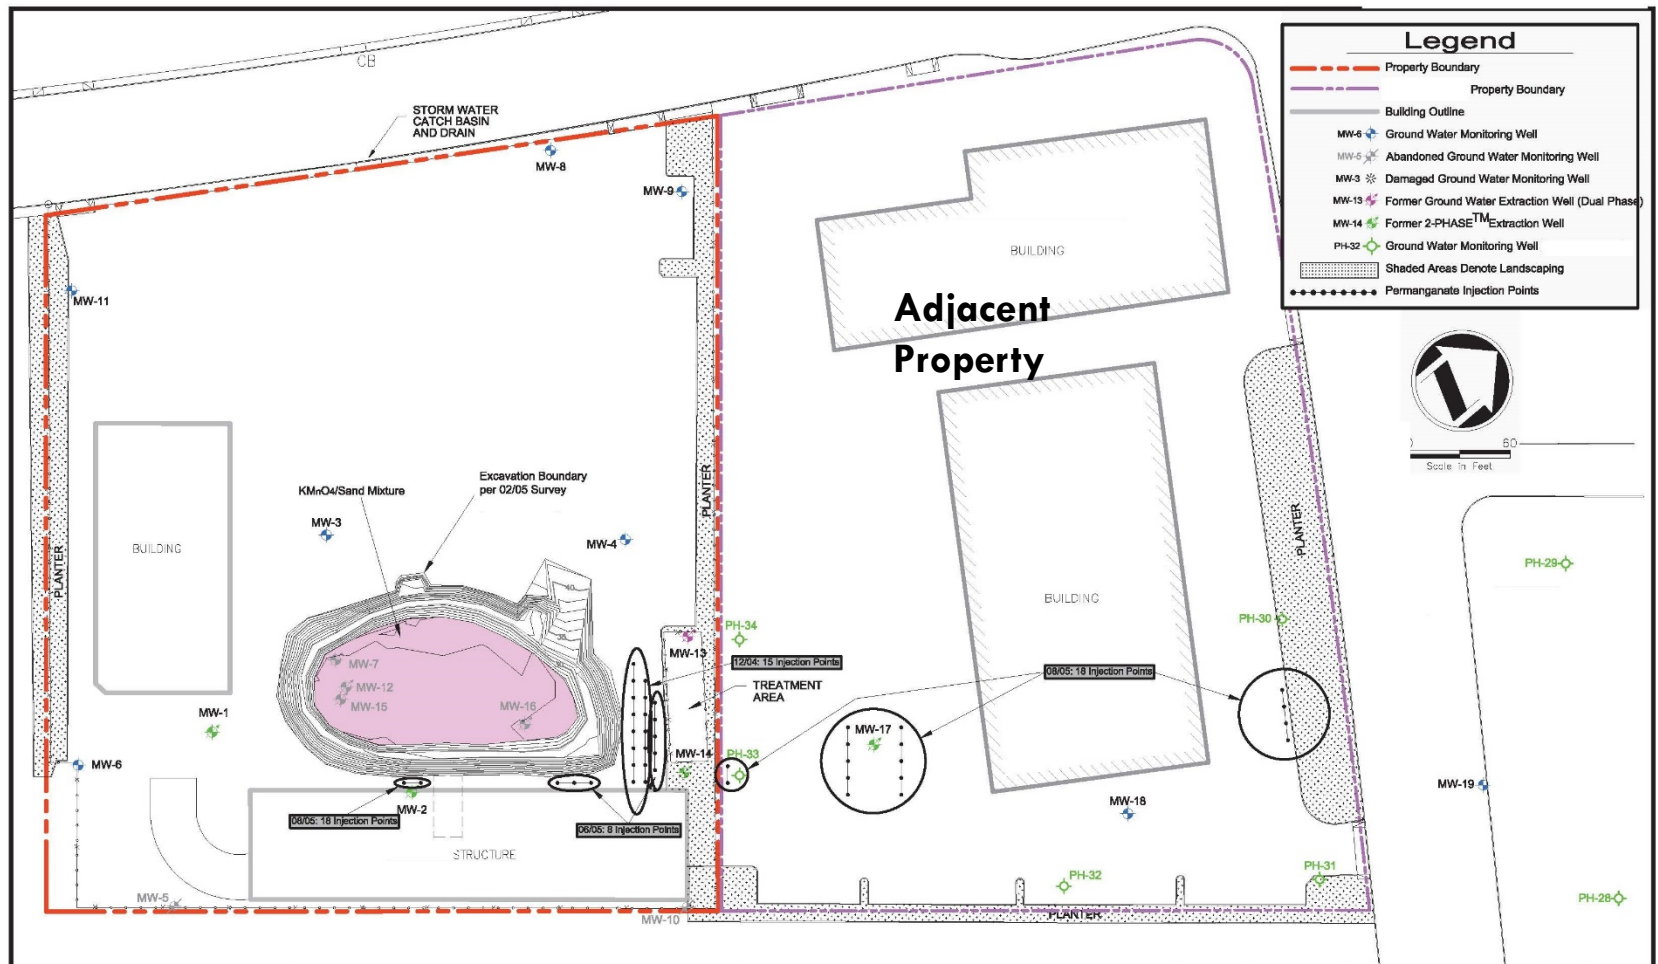 CB
STORM WATER
CATCH BASIN
AND DRAIN
MW-8
MW-9
MW-11
Legend
Property Boundary
Property Boundary
Building Outline
MW-6 Ground Water Monitoring Well
MW-5 Abandoned Ground Water Monitoring Well
MW-3 Damaged Ground Water Monitoring Well
MW-13 Former Ground Water Extraction Well (Dual Phase)
MW-14 Former 2-PHASE™ Extraction Well
PH-32 Ground Water Monitoring Well
Shaded Areas Denote Landscaping
Permanganate Injection Points
BUILDING
Adjacent
Property
60
Scale in Feet
Excavation Boundary
per 02/05 Survey
KMnO4/Sand Mixture
MW-3
MW-4
PLANTER
PLANTER
PLANTER
BUILDING
BUILDING
PH-29
PH-30
PH-34
MW-13
12/04: 15 Injection Points
08/05: 18 Injection Points
TREATMENT
AREA
MW-7
MW-12
MW-15
MW-16
MW-1
MW-17
MW-14
PH-33
MW-6
MW-2
MW-19
MW-18
08/05: 18 Injection Points
06/05: 8 Injection Points
STRUCTURE
PH-31
PH-32
MW-5
MW-10
PLANTER
PH-28